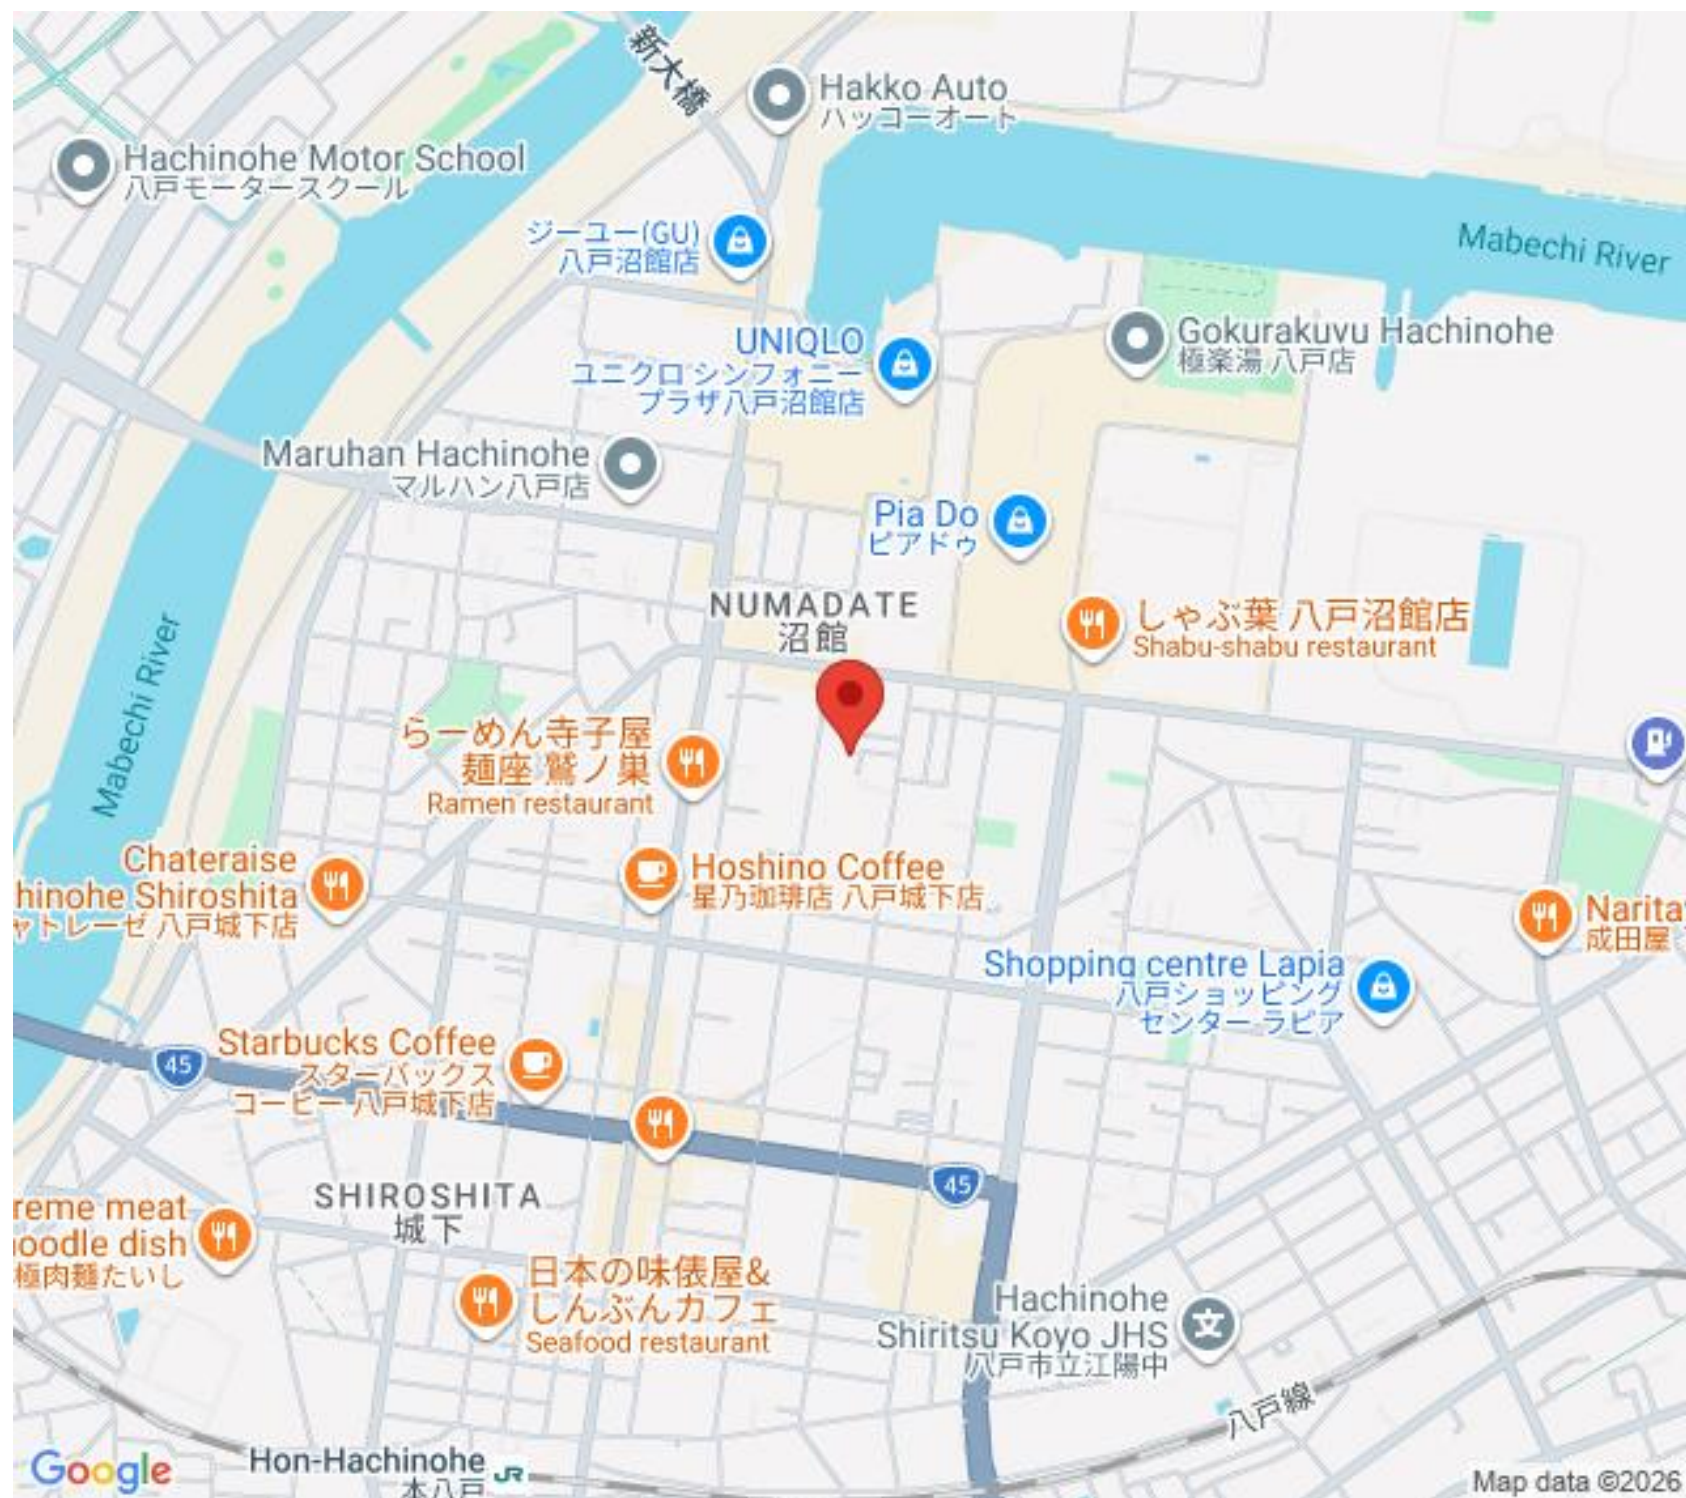 新大橋
Hakko Auto
ハッコーオート
Hachinohe Motor School
八戸モータースクール
ジーユー(GU)
八戸沼館店
Mabechi River
UNIQLO
ユニクロ シンフォニー
プラザ八戸沼館店
Gokurakuyu Hachinohe
極楽湯 八戸店
Maruhan Hachinohe
マルハン八戸店
Pia Do
ピアドゥ
NUMADATE
沼館
しゃぶ葉 八戸沼館店
Shabu-shabu restaurant
Mabechi River
らーめん寺子屋
麺座 鷲ノ巣
Ramen restaurant
Chateraise
hinohe Shiroshita
ャトレーゼ 八戸城下店
Hoshino Coffee
星乃珈琲店 八戸城下店
Narita
成田屋
Shopping centre Lapia
八戸ショッピング
センター ラピア
Starbucks Coffee
スターバックス
コーヒー 八戸城下店
45
45
SHIROSHITA
城下
reme meat
oodle dish
極肉麺たいし
日本の味俵屋&
しんぶんカフェ
Seafood restaurant
Hachinohe
Shiritsu Koyo JHS
八戸市立江陽中
文
八戸線
Google
Hon-Hachinohe
本八戸
JR
Map data ©2026